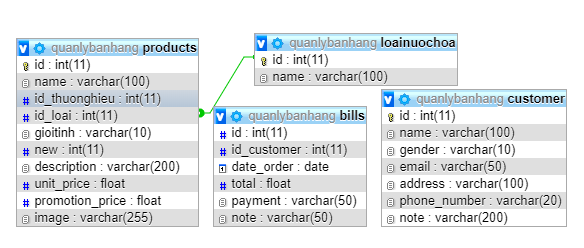 quanlybanhang products
id : int(11)
name : varchar(100)
id_thuonghieu : int(11)
id_loai : int(11)
gioitinh : varchar(10)
new : int(11)
description : varchar(200)
unit_price : float
promotion_price : float
image : varchar(255)
quanlybanhang loainuochoa
id : int(11)
name : varchar(100)
quanlybanhang bills
id : int(11)
id_customer : int(11)
date_order : date
total : float
payment : varchar(50)
note : varchar(50)
quanlybanhang customer
id : int(11)
name : varchar(100)
gender : varchar(10)
email : varchar(50)
address : varchar(100)
phone_number : varchar(20)
note : varchar(200)